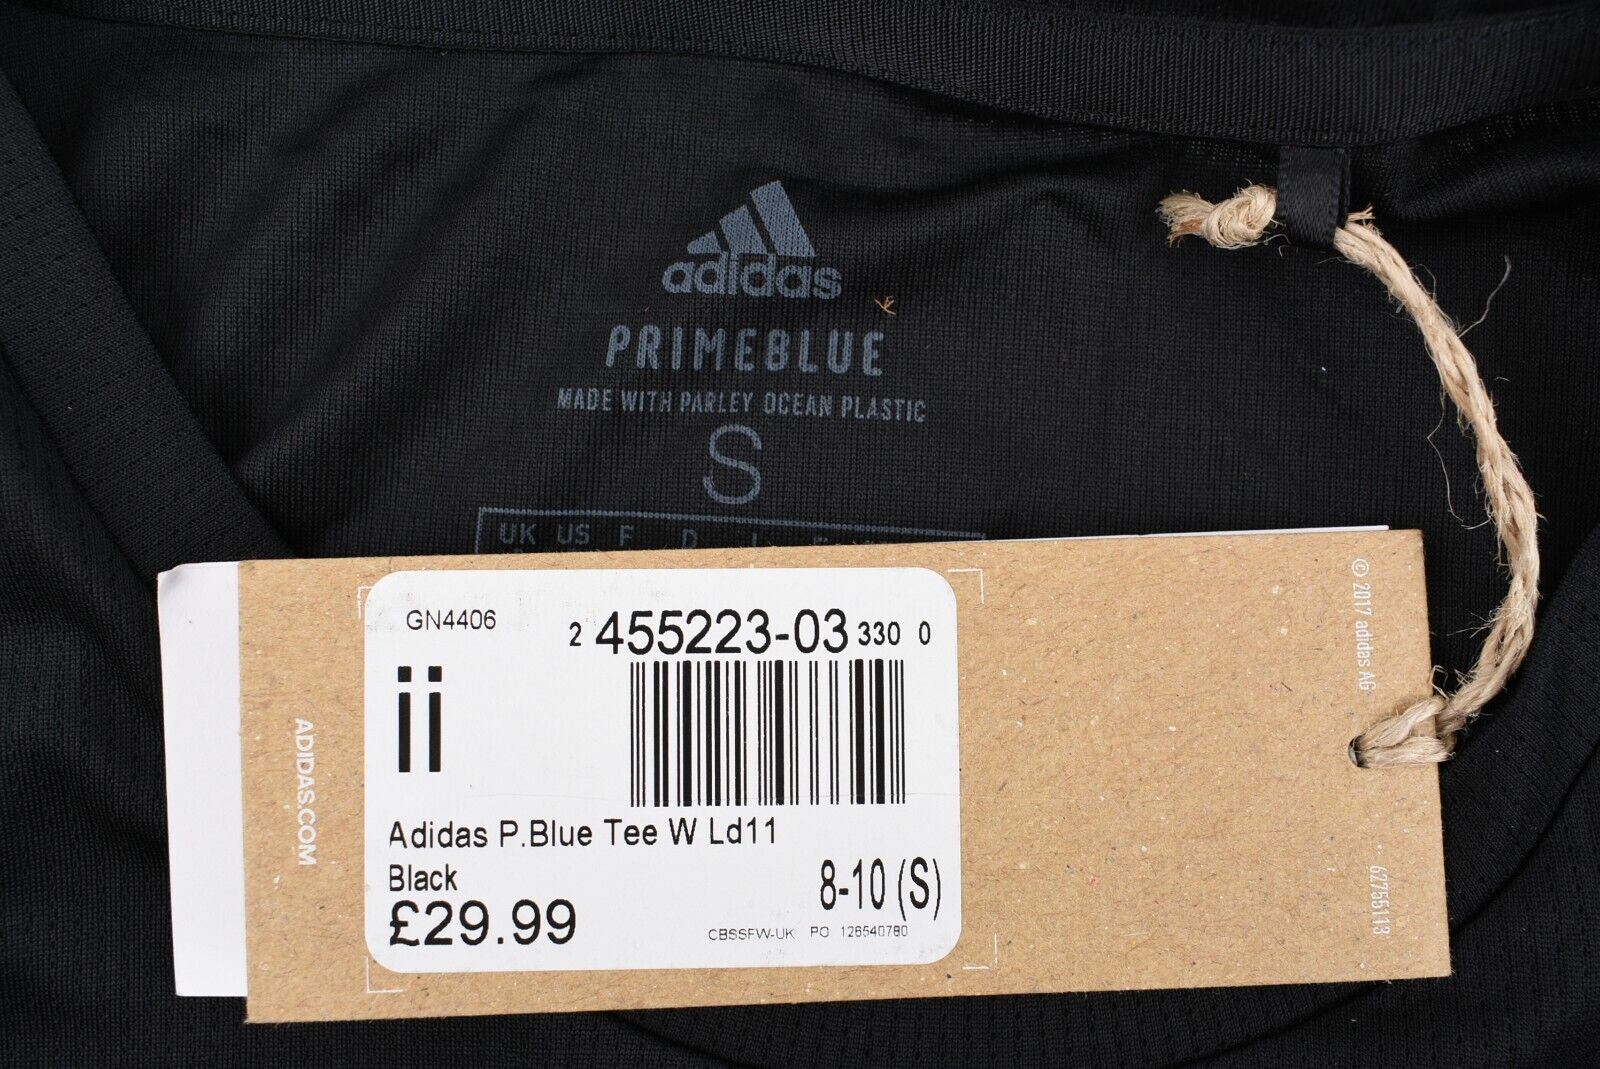 adidas
PRIMEBLUE
MADE WITH PARLEY OCEAN PLASTIC
S
UK US F D I
GN4406
2 455223-03 330 0
ii
Adidas P.Blue Tee W Ld11
Black
8-10 (S)
£29.99
CBSSFW-UK PO 126540780
ADIDAS.COM
© 2017 adidas AG
62756113